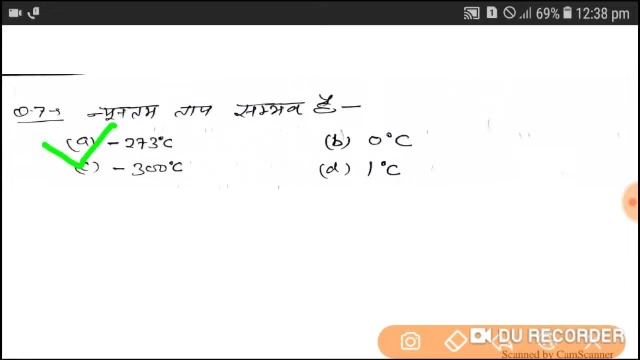 69% 12:38 pm
Q.7→ न्यूनतम ताप सम्भव है —
(a) – 273°C (b) 0°C
(c) – 300°C (d) 1°C
DU RECORDER
Scanned by CamScanner